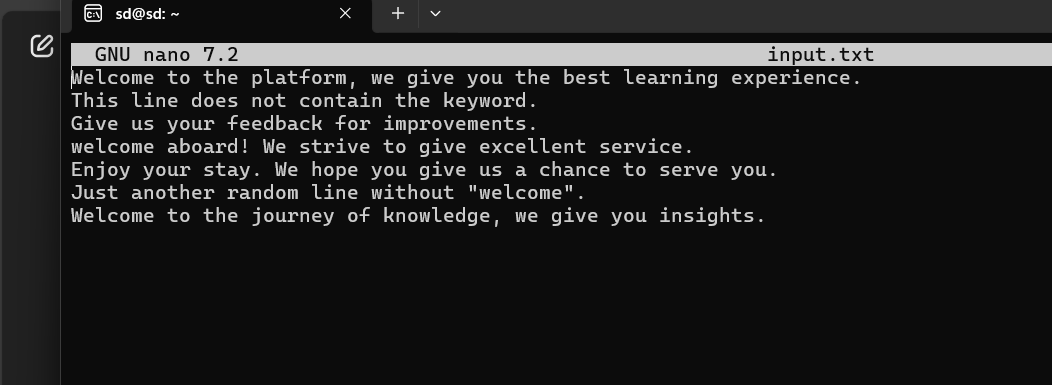 sd@sd: ~
GNU nano 7.2 input.txt
Welcome to the platform, we give you the best learning experience.
This line does not contain the keyword.
Give us your feedback for improvements.
welcome aboard! We strive to give excellent service.
Enjoy your stay. We hope you give us a chance to serve you.
Just another random line without "welcome".
Welcome to the journey of knowledge, we give you insights.